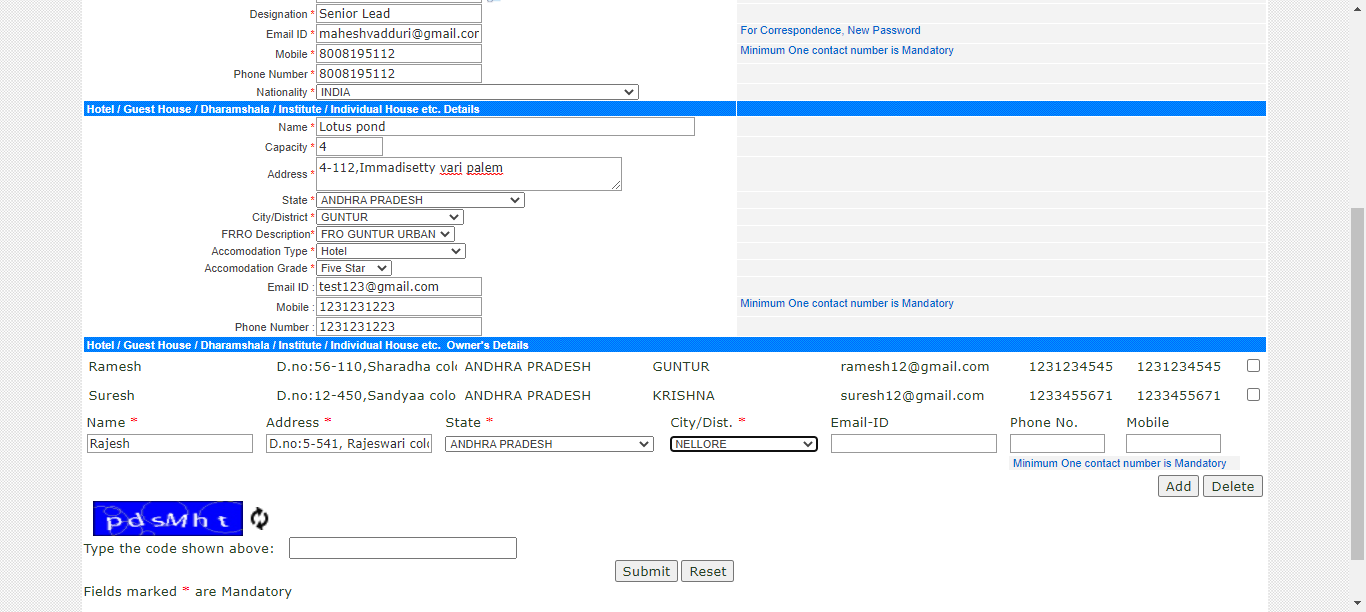 Designation * Senior Lead
Email ID * maheshvadduri@gmail.cor
For Correspondence, New Password
Mobile * 8008195112
Minimum One contact number is Mandatory
Phone Number * 8008195112
Nationality * INDIA
Hotel / Guest House / Dharamshala / Institute / Individual House etc. Details
Name * Lotus pond
Capacity * 4
Address * 4-112,Immadisetty vari palem
State * ANDHRA PRADESH
City/District * GUNTUR
FRRO Description* FRO GUNTUR URBAN
Accomodation Type * Hotel
Accomodation Grade * Five Star
Email ID : test123@gmail.com
Mobile : 1231231223
Minimum One contact number is Mandatory
Phone Number : 1231231223
Hotel / Guest House / Dharamshala / Institute / Individual House etc. Owner's Details
Ramesh D.no:56-110,Sharadha colo ANDHRA PRADESH GUNTUR ramesh12@gmail.com 1231234545 1231234545
Suresh D.no:12-450,Sandyaa colo ANDHRA PRADESH KRISHNA suresh12@gmail.com 1233455671 1233455671
Name * Address * State * City/Dist. * Email-ID Phone No. Mobile
Rajesh D.no:5-541, Rajeswari colo ANDHRA PRADESH NELLORE
Minimum One contact number is Mandatory
Add Delete
pdsMht
Type the code shown above:
Submit Reset
Fields marked * are Mandatory